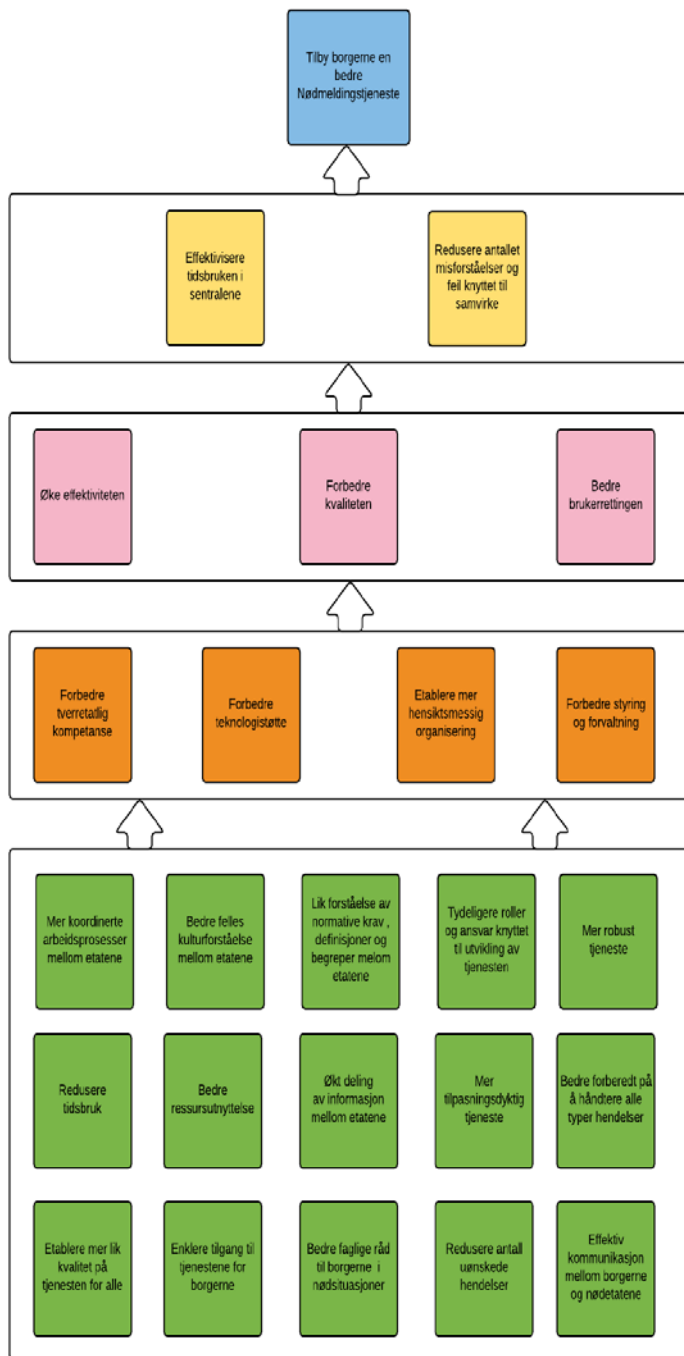 Tilby borgerne en
bedre
Nødmeldingstjeneste
Effektivisere
tidsbruken i
sentralene
Redusere antallet
misforståelser og
feil knyttet til
samvirke
Øke effektiviteten
Forbedre
kvaliteten
Bedre
brukerrettingen
Forbedre
tverretatlig
kompetanse
Forbedre
teknologistøtte
Etablere mer
hensiktsmessig
organisering
Forbedre styring
og forvaltning
Mer koordinerte
arbeidsprosesser
mellom etatene
Bedre felles
kulturforståelse
mellom etatene
Lik forståelse av
normative krav ,
definisjoner og
begreper melom
etatene
Tydeligere roller
og ansvar knyttet
til utvikling av
tjenesten
Mer robust
tjeneste
Redusere
tidsbruk
Bedre
ressursutnyttelse
Økt deling
av informasjon
mellom etatene
Mer
tilpasningsdyktig
tjeneste
Bedre forberedt på
å håndtere alle
typer hendelser
Etablere mer lik
kvalitet på
tjenesten for alle
Enklere tilgang til
tjenestene for
borgerne
Bedre faglige råd
til borgerne i
nødsituasjoner
Redusere antall
uønskede
hendelser
Effektiv
kommunikasjon
mellom borgerne
og nødetatene